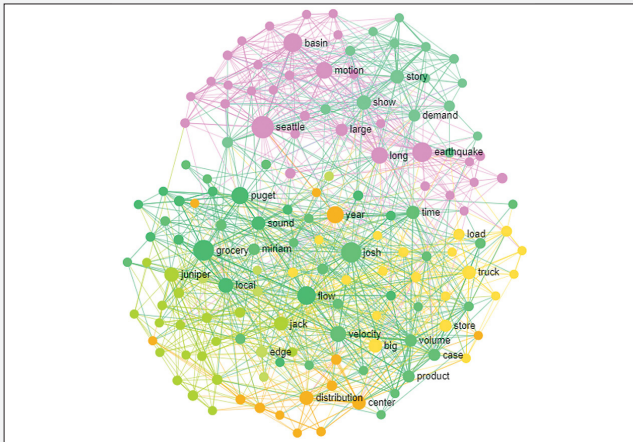 basin
motion
story
show
demand
seattle
large
long
earthquake
puget
year
time
sound
load
grocery
miriam
josh
juniper
truck
local
flow
jack
store
velocity
volume
big
edge
case
product
distribution
center